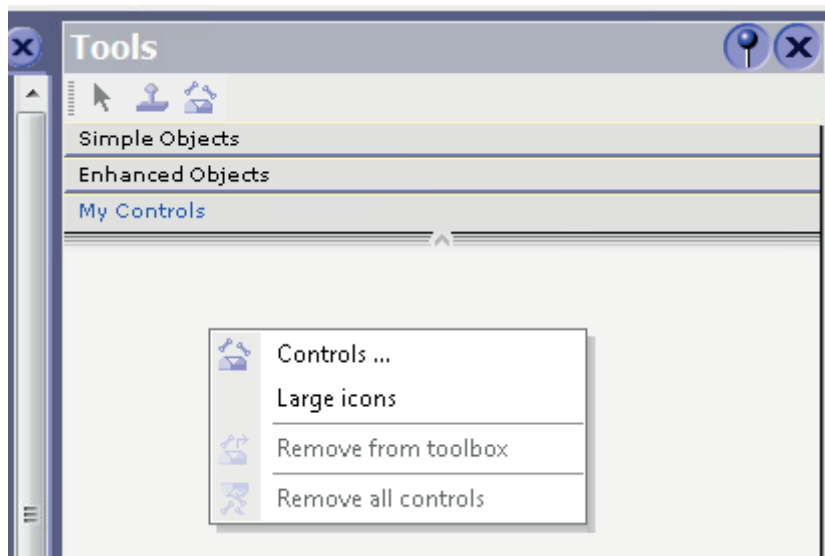 Tools
Simple Objects
Enhanced Objects
My Controls
Controls ...
Large icons
Remove from toolbox
Remove all controls